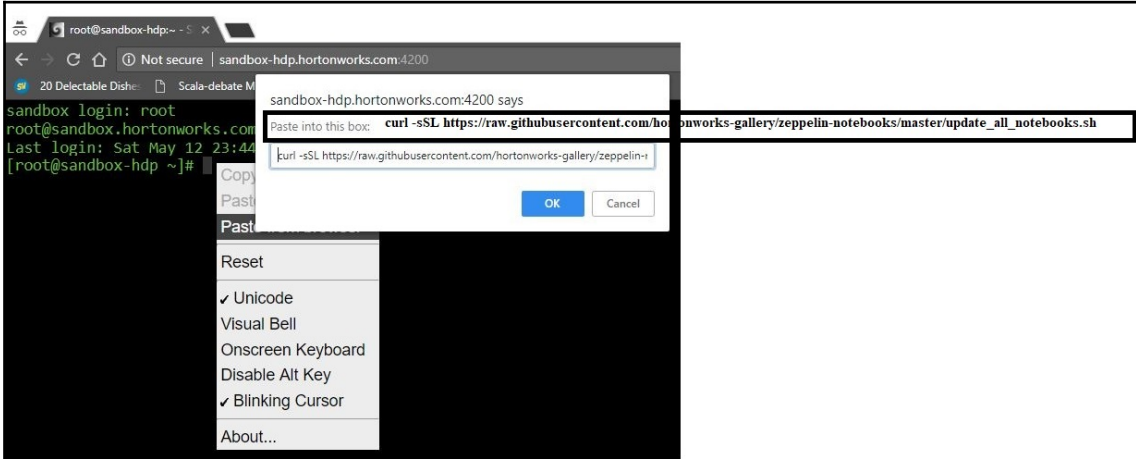 root@sandbox-hdp:~ - S
Not secure | sandbox-hdp.hortonworks.com:4200
20 Delectable Dishe Scala-debate M
sandbox-hdp.hortonworks.com:4200 says
sandbox login: root
root@sandbox.hortonworks.com
Paste into this box: curl -sSL https://raw.githubusercontent.com/hortonworks-gallery/zeppelin-notebooks/master/update_all_notebooks.sh
Last login: Sat May 12 23:44
curl -sSL https://raw.githubusercontent.com/hortonworks-gallery/zeppelin-
[root@sandbox-hdp ~]#
Copy
Past
OK Cancel
Paste
Reset
✓ Unicode
Visual Bell
Onscreen Keyboard
Disable Alt Key
✓ Blinking Cursor
About...